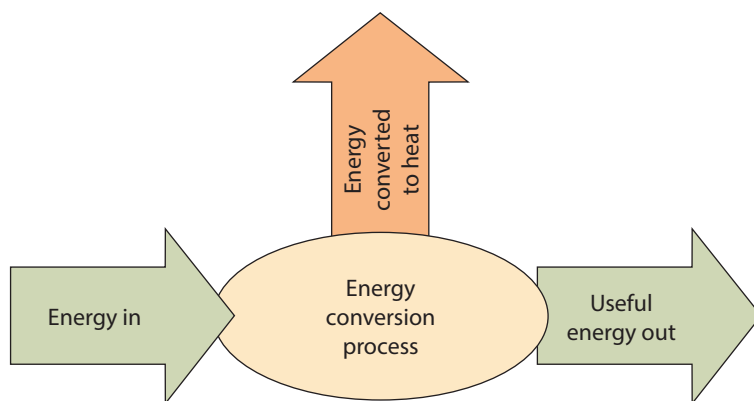 Energy
converted
to heat
Energy in
Energy
conversion
process
Useful
energy out